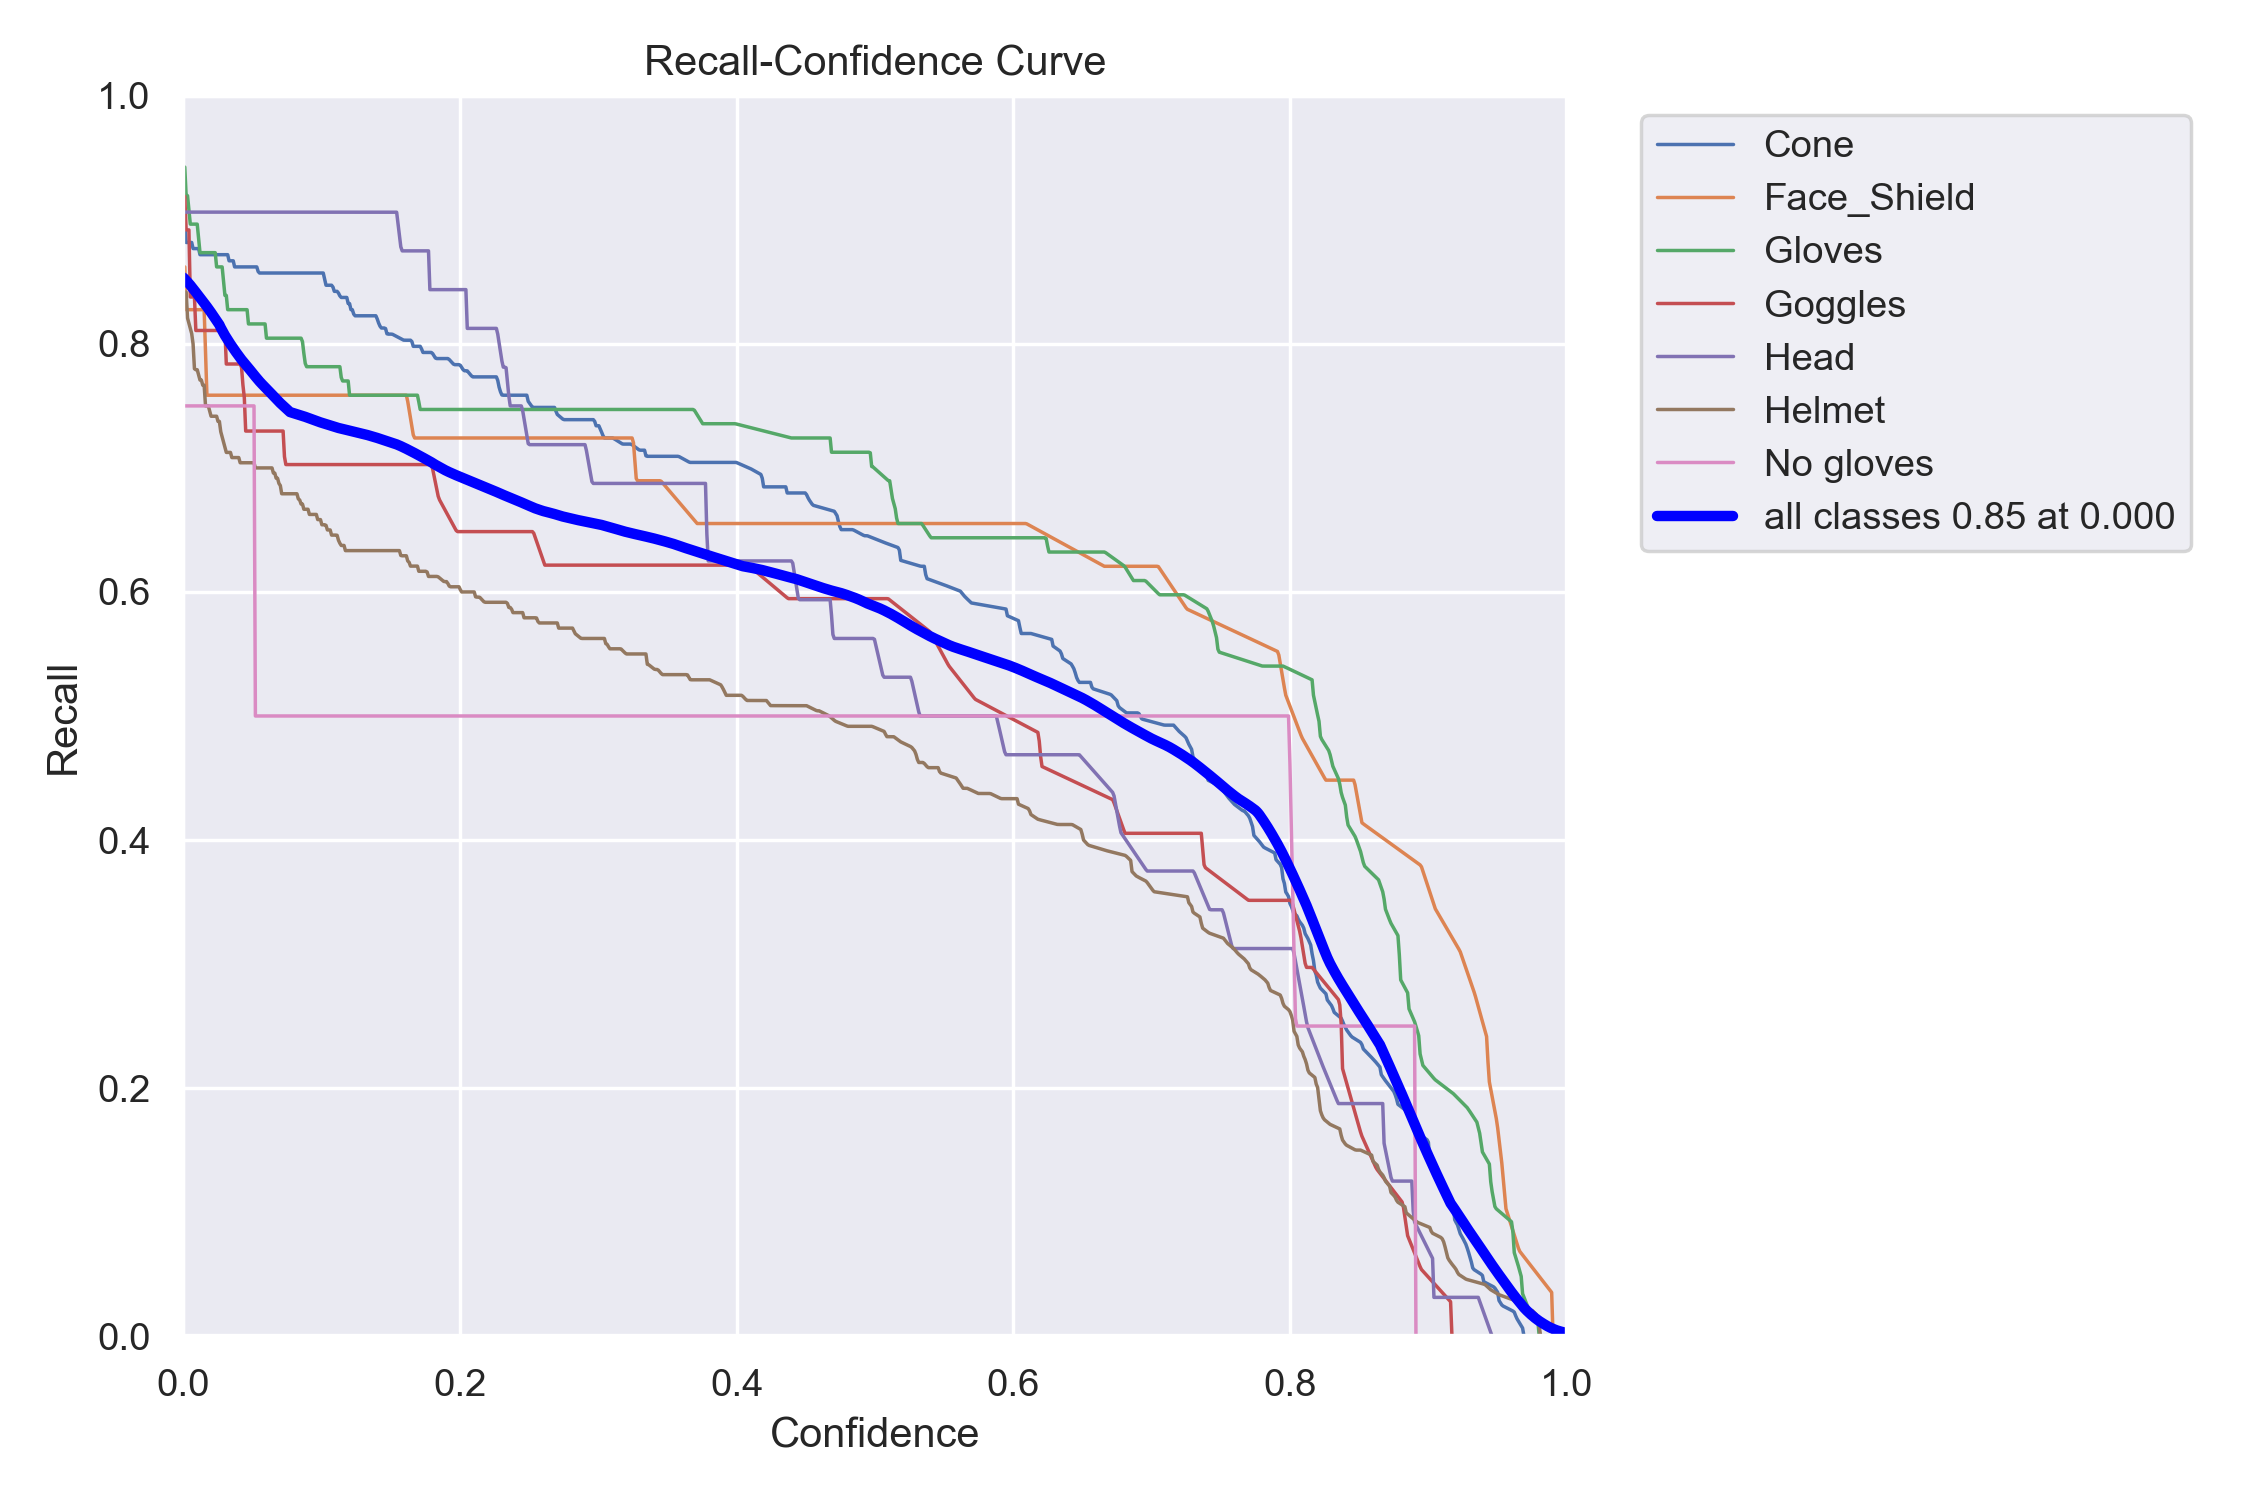 Recall-Confidence Curve
1.0
0.8
0.6
0.4
0.2
0.0
Recall
0.0 0.2 0.4 0.6 0.8 1.0
Confidence
Cone
Face_Shield
Gloves
Goggles
Head
Helmet
No gloves
all classes 0.85 at 0.000